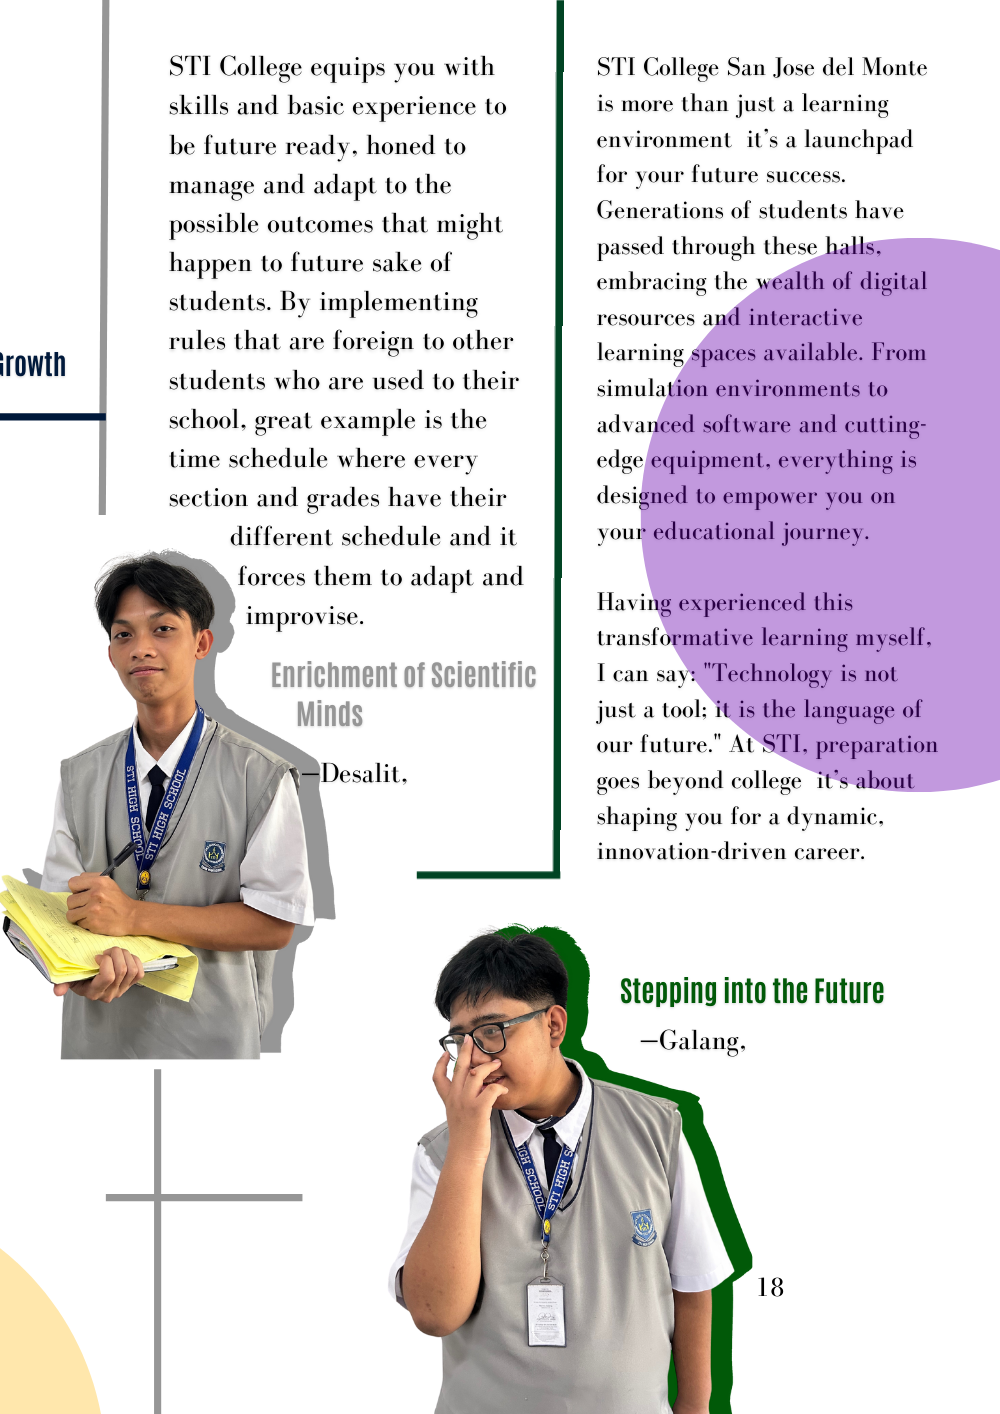 STI College equips you with
skills and basic experience to
be future ready, honed to
manage and adapt to the
possible outcomes that might
happen to future sake of
students. By implementing
rules that are foreign to other
students who are used to their
school, great example is the
time schedule where every
section and grades have their
different schedule and it
forces them to adapt and
improvise.
Growth
Enrichment of Scientific
Minds
—Desalit,
STI HIGH SCHOOL
STI HIGH SCHOOL
STI College San Jose del Monte
is more than just a learning
environment it’s a launchpad
for your future success.
Generations of students have
passed through these halls,
embracing the wealth of digital
resources and interactive
learning spaces available. From
simulation environments to
advanced software and cutting-
edge equipment, everything is
designed to empower you on
your educational journey.
Having experienced this
transformative learning myself,
I can say: "Technology is not
just a tool; it is the language of
our future." At STI, preparation
goes beyond college it’s about
shaping you for a dynamic,
innovation-driven career.
Stepping into the Future
—Galang,
IGH SCHOOL
STI HIGH S
18